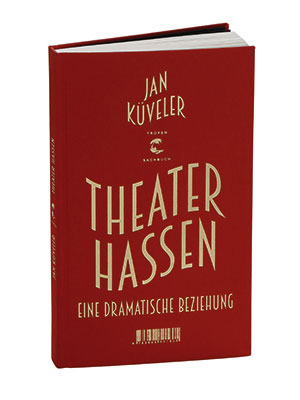 JAN
KÜVELER
TROPEN
SACHBUCH
THEATER
HASSEN
EINE DRAMATISCHE BEZIEHUNG